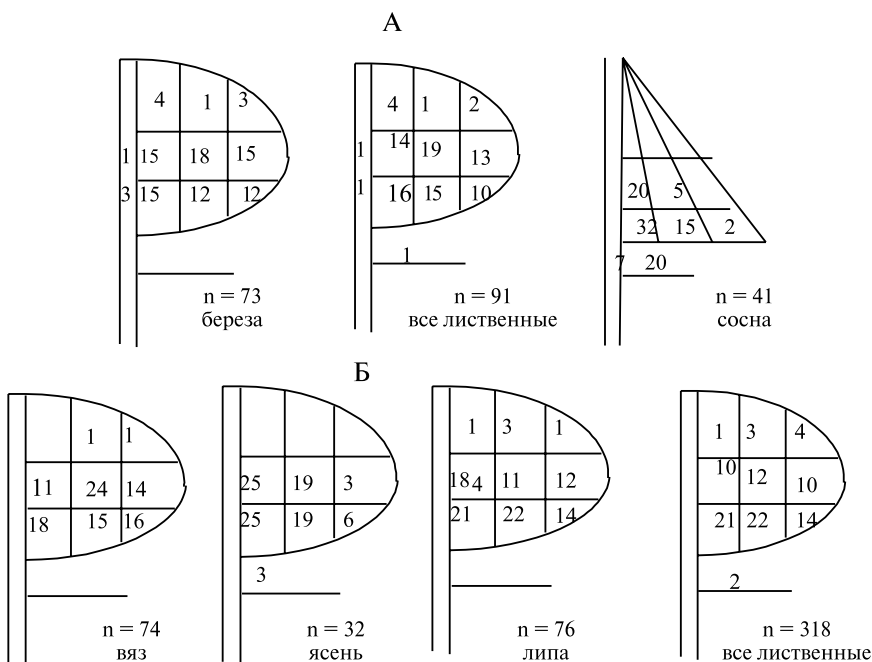 А
4 1 3
1 15 18 15
3 15 12 12
n = 73
береза
4 1 2
1 14 19 13
1 16 15 10
1
n = 91
все лиственные
20 5
32 15 2
7 20
n = 41
сосна
Б
1 1
11 24 14
18 15 16
n = 74
вяз
25 19 3
25 19 6
3
n = 32
ясень
1 3 1
184 11 12
21 22 14
n = 76
липа
1 3 4
10 12 10
21 22 14
2
n = 318
все лиственные